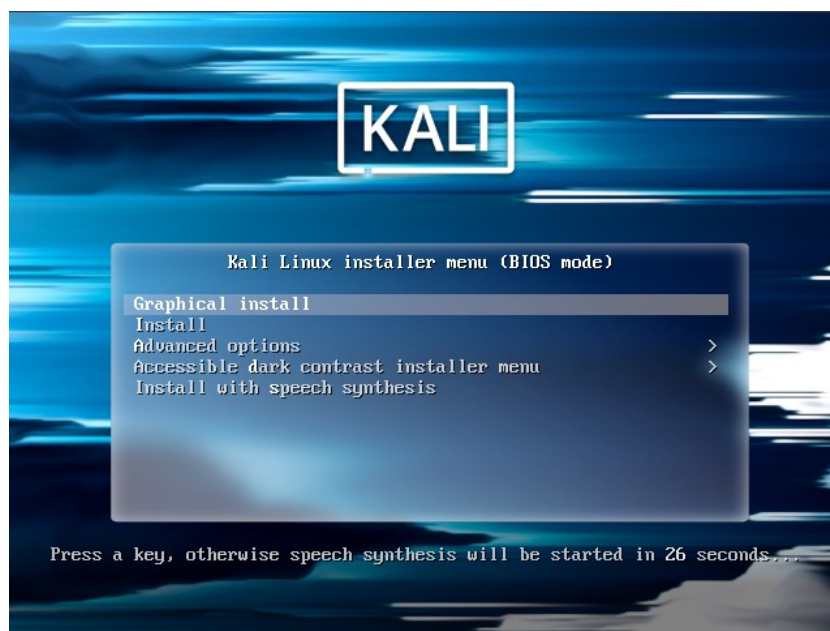 KALI
Kali Linux installer menu (BIOS mode)
Graphical install
Install
Advanced options >
Accessible dark contrast installer menu >
Install with speech synthesis
Press a key, otherwise speech synthesis will be started in 26 seconds...